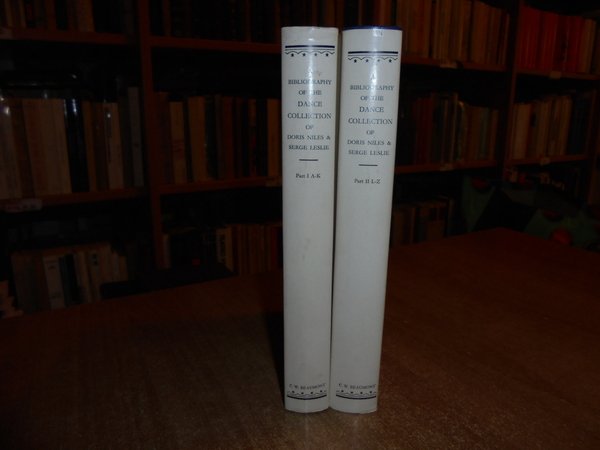 A
BIBLIOGRAPHY
OF THE
DANCE
COLLECTION
OF
DORIS NILES &
SERGE LESLIE
Part I A-K
C. W. BEAUMONT
A
BIBLIOGRAPHY
OF THE
DANCE
COLLECTION
OF
DORIS NILES &
SERGE LESLIE
Part II L-Z
C. W. BEAUMONT